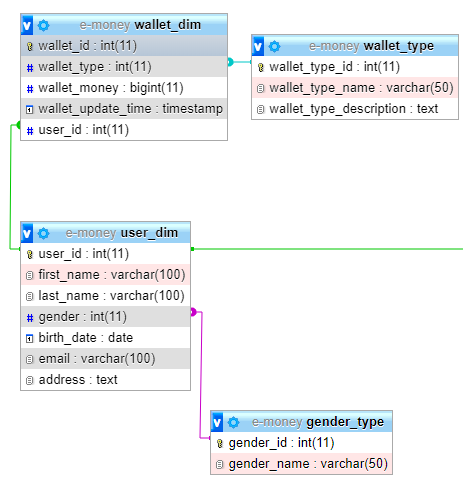 e-money wallet_dim
wallet_id : int(11)
wallet_type : int(11)
wallet_money : bigint(11)
wallet_update_time : timestamp
user_id : int(11)
e-money wallet_type
wallet_type_id : int(11)
wallet_type_name : varchar(50)
wallet_type_description : text
e-money user_dim
user_id : int(11)
first_name : varchar(100)
last_name : varchar(100)
gender : int(11)
birth_date : date
email : varchar(100)
address : text
e-money gender_type
gender_id : int(11)
gender_name : varchar(50)